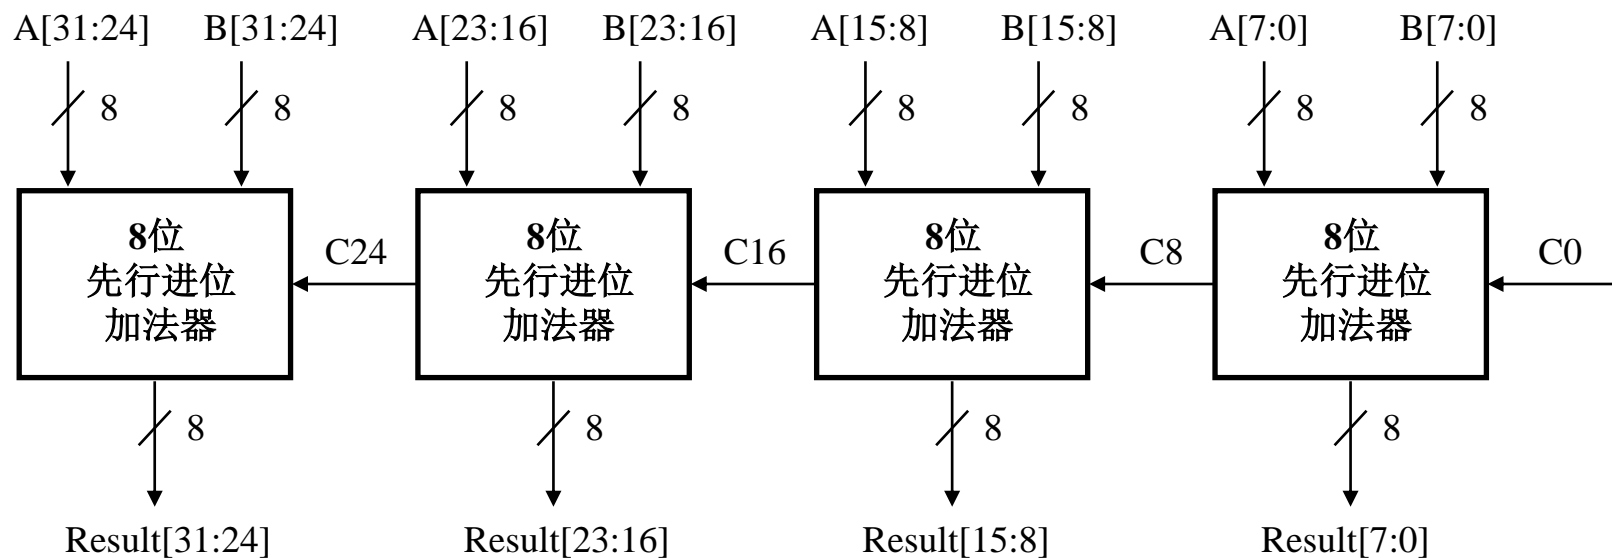 A[31:24] B[31:24] A[23:16] B[23:16] A[15:8] B[15:8] A[7:0] B[7:0]
8 8 8 8 8 8 8 8
8位 8位 8位 8位
C24 C16 C8 C0
先行进位 先行进位 先行进位 先行进位
加法器 加法器 加法器 加法器
8 8 8 8
Result[31:24] Result[23:16] Result[15:8] Result[7:0]